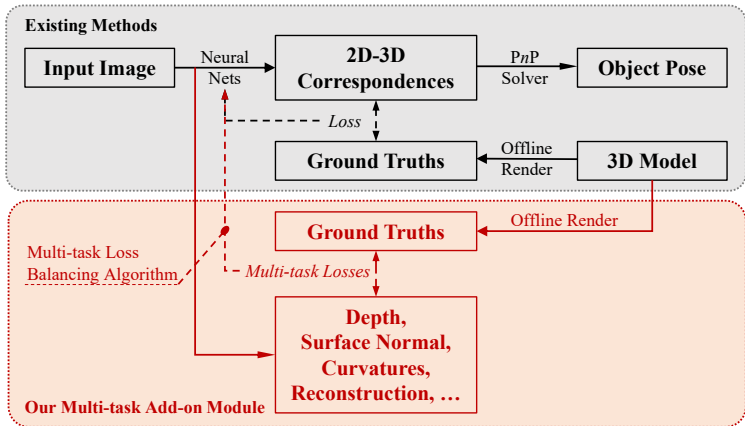 Existing Methods
Input Image
Neural
Nets
2D-3D
Correspondences
PnP
Solver
Object Pose
Loss
Ground Truths
Offline
Render
3D Model
Ground Truths
Offline Render
Multi-task Loss
Balancing Algorithm
Multi-task Losses
Depth,
Surface Normal,
Curvatures,
Reconstruction, …
Our Multi-task Add-on Module